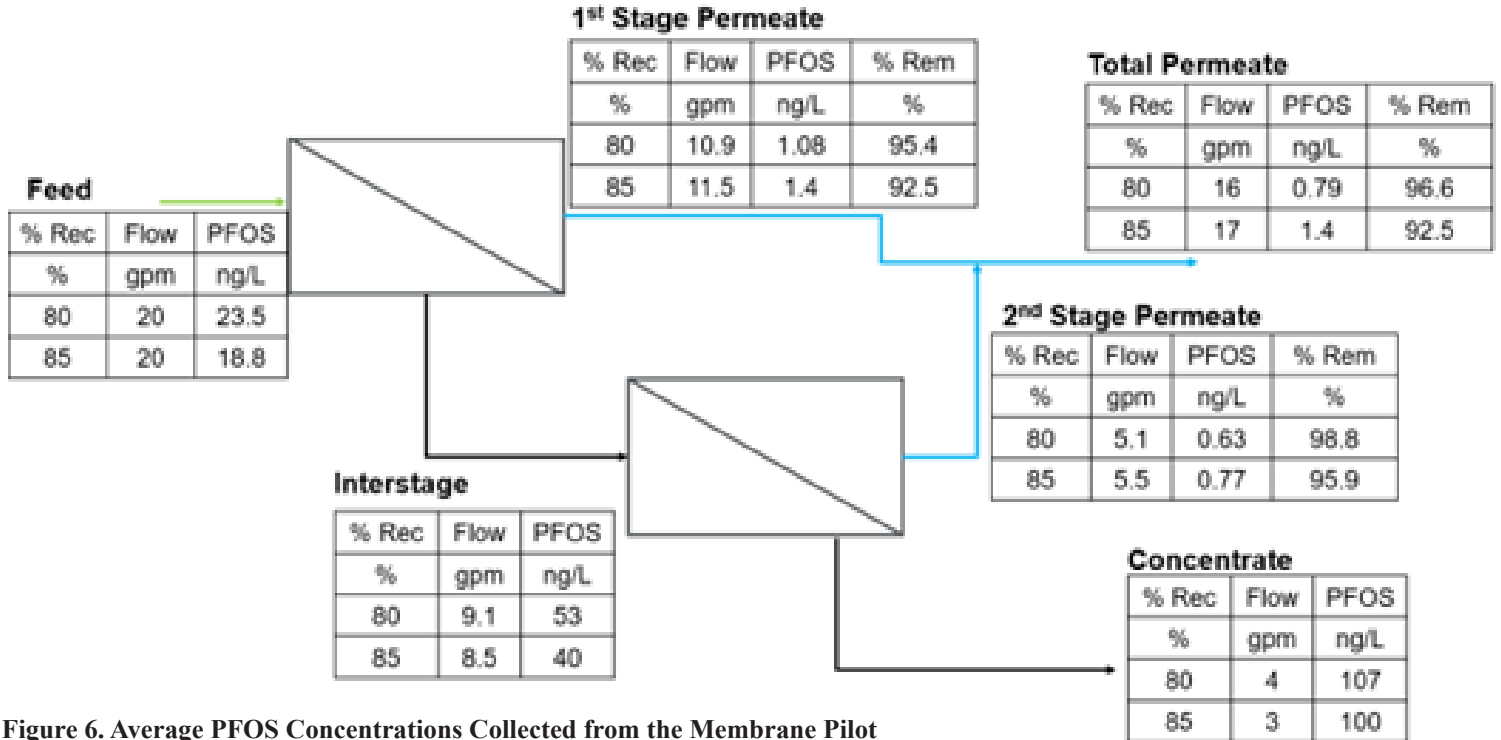 1st Stage Permeate
% Rec Flow PFOS % Rem
% gpm ng/L %
80 10.9 1.08 95.4
85 11.5 1.4 92.5
Total Permeate
% Rec Flow PFOS % Rem
% gpm ng/L %
80 16 0.79 96.6
85 17 1.4 92.5
Feed
% Rec Flow PFOS
% gpm ng/L
80 20 23.5
85 20 18.8
2nd Stage Permeate
% Rec Flow PFOS % Rem
% gpm ng/L %
80 5.1 0.63 98.8
85 5.5 0.77 95.9
Interstage
% Rec Flow PFOS
% gpm ng/L
80 9.1 53
85 8.5 40
Concentrate
% Rec Flow PFOS
% gpm ng/L
80 4 107
85 3 100
Figure 6. Average PFOS Concentrations Collected from the Membrane Pilot